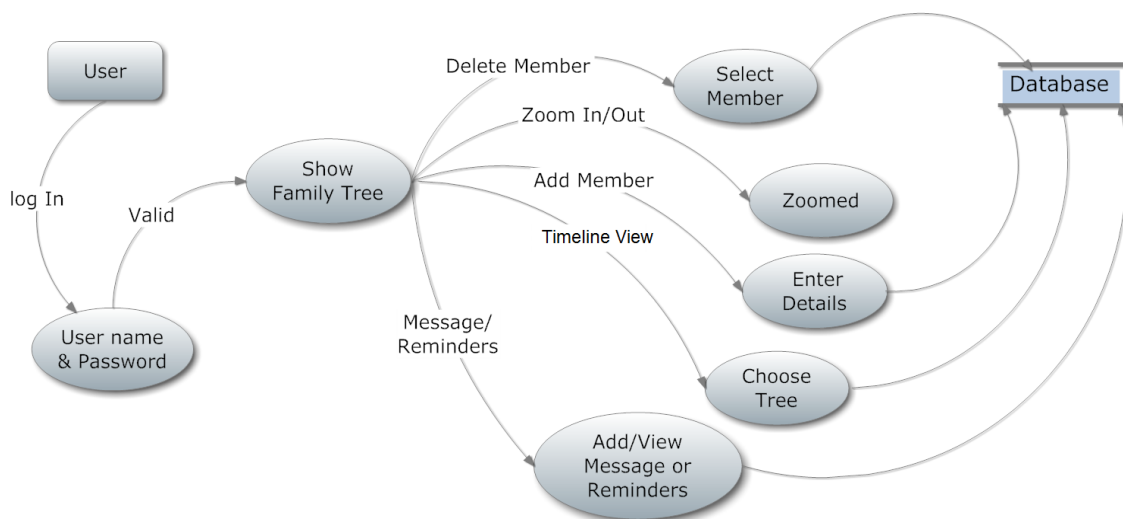 User
log In
User name
& Password
Valid
Show
Family Tree
Delete Member
Select
Member
Zoom In/Out
Zoomed
Add Member
Enter
Details
Timeline View
Choose
Tree
Message/
Reminders
Add/View
Message or
Reminders
Database